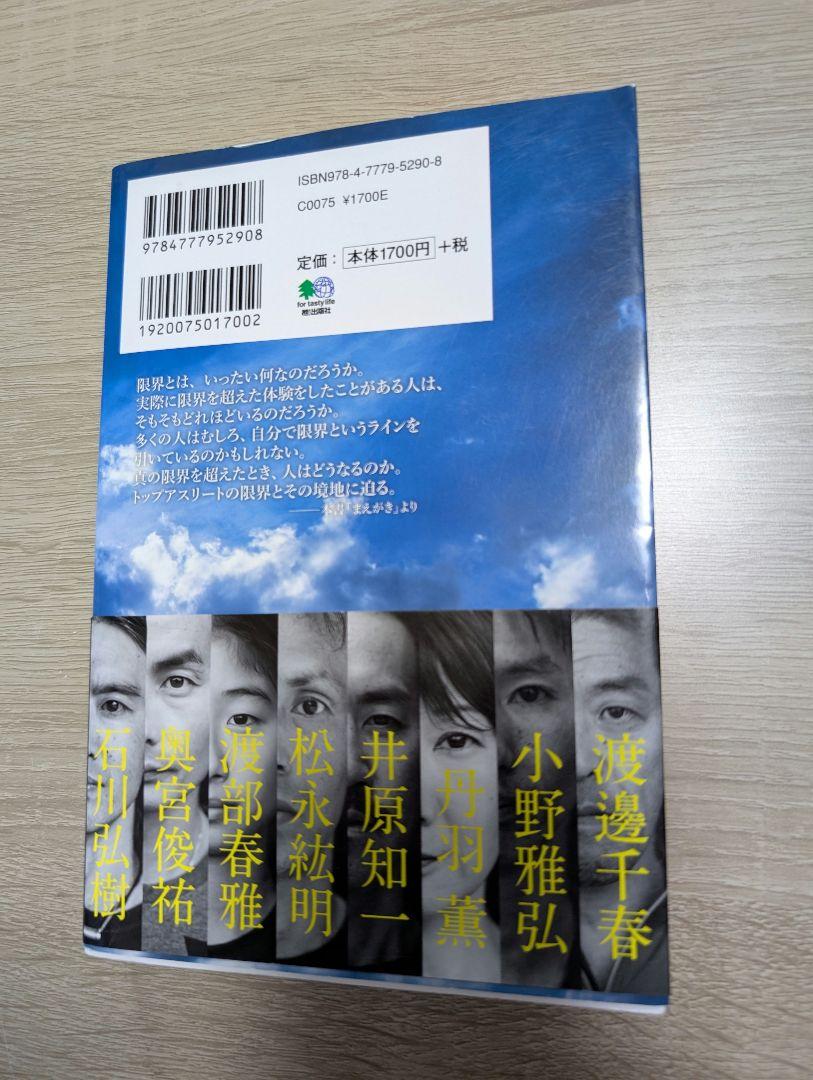 ISBN978-4-7779-5290-8
C0075 ¥1700E
9784777952908
定価：本体1700円+税
1920075017002
for tasty life
枻出版社
限界とは、いったい何なのだろうか。
実際に限界を超えた体験をしたことがある人は、
そもそもどれほどいるのだろうか。
多くの人はむしろ、自分で限界というラインを
引いているのかもしれない。
真の限界を超えたとき、人はどうなるのか。
トップアスリートの限界とその境地に迫る。
——本書「まえがき」より
渡邊千春
小野雅弘
丹羽薫
井原知一
松永紘明
渡部春雅
奥宮俊祐
石川弘樹